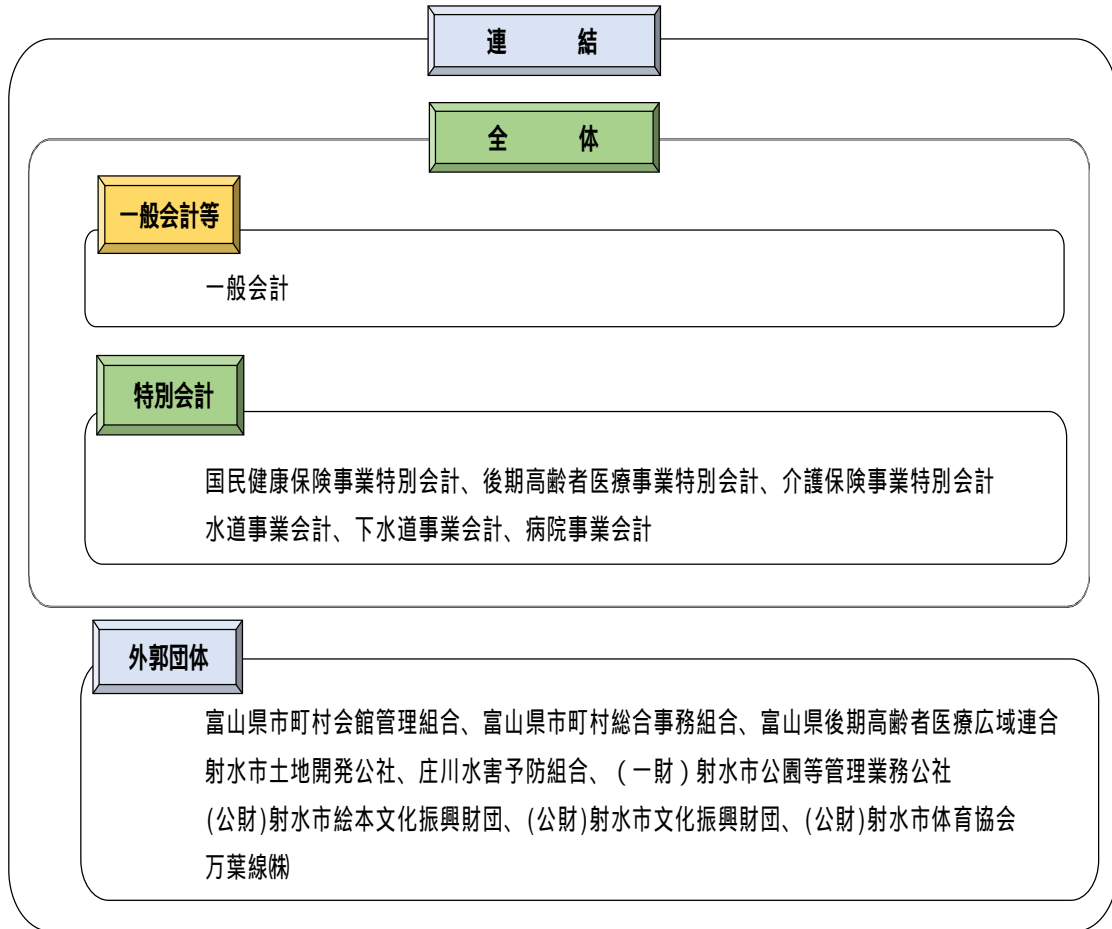 連　　結
全　　体
一般会計等
一般会計
特別会計
国民健康保険事業特別会計、後期高齢者医療事業特別会計、介護保険事業特別会計
水道事業会計、下水道事業会計、病院事業会計
外郭団体
富山県市町村会館管理組合、富山県市町村総合事務組合、富山県後期高齢者医療広域連合
射水市土地開発公社、庄川水害予防組合、（一財）射水市公園等管理業務公社
(公財)射水市絵本文化振興財団、(公財)射水市文化振興財団、(公財)射水市体育協会
万葉線㈱